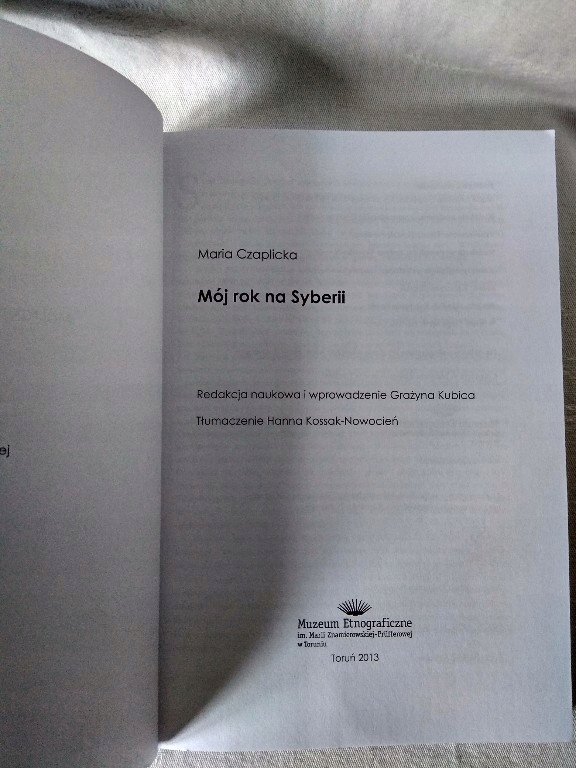 ej
Maria Czaplicka
Mój rok na Syberii
Redakcja naukowa i wprowadzenie Grażyna Kubica
Tłumaczenie Hanna Kossak-Nowocień
Muzeum Etnograficzne
im. Marii Znamierowskiej-Prüfferowej
w Toruniu
Toruń 2013